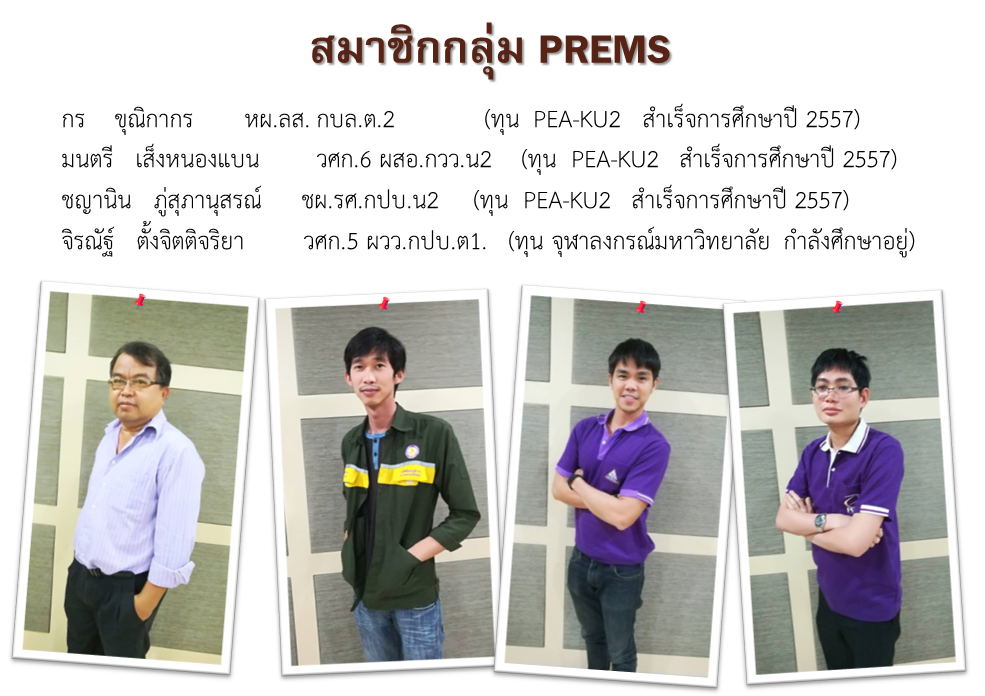 สมาชิกกลุ่ม PREMS
กร ขุณิกากร หผ.ลส. กบล.ต.2 (ทุน PEA-KU2 สำเร็จการศึกษาปี 2557)
มนตรี เส็งหนองแบน วศก.6 ผสอ.กวว.น2 (ทุน PEA-KU2 สำเร็จการศึกษาปี 2557)
ชญานิน ภู่สุภานุสรณ์ ชผ.รศ.กปบ.น2 (ทุน PEA-KU2 สำเร็จการศึกษาปี 2557)
จิรณัฐ์ ตั้งจิตติจริยา วศก.5 ผวว.กปบ.ต1. (ทุน จุฬาลงกรณ์มหาวิทยาลัย กำลังศึกษาอยู่)